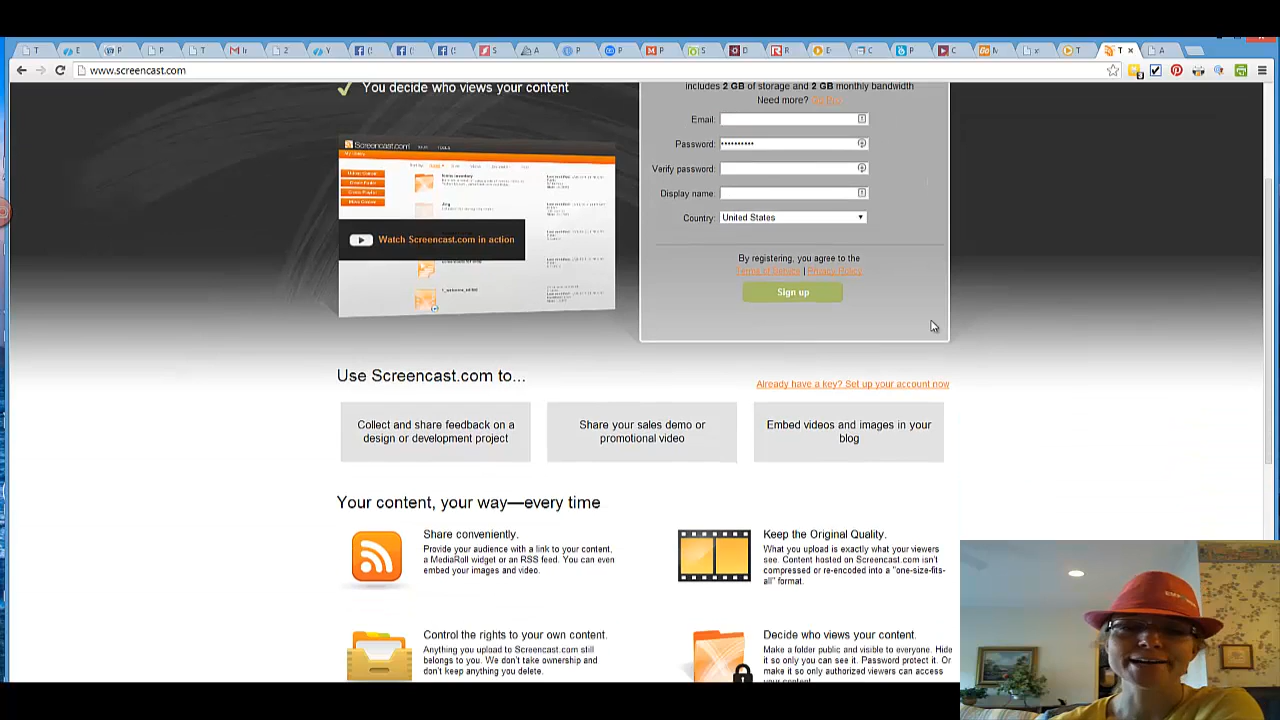 T E P P T M Ir 2 Y S A P P M P S D R E C P C M T T A
www.screencast.com
You decide who views your content
Includes 2 GB of storage and 2 GB monthly bandwidth
Need more?
Email:
Password: ••••••••••
Verify password:
Display name:
Country: United States
By registering, you agree to the
Terms of Service | Privacy Policy
Sign up
Screencast.com
Watch Screencast.com in action
Use Screencast.com to...
Already have a key? Set up your account now
Collect and share feedback on a
design or development project
Share your sales demo or
promotional video
Embed videos and images in your
blog
Your content, your way—every time
Share conveniently.
Provide your audience with a link to your content,
a MediaRoll widget or an RSS feed. You can even
embed your images and video.
Keep the Original Quality.
What you upload is exactly what your viewers
see. Content hosted on Screencast.com isn't
compressed or re-encoded into a "one-size-fits-
all" format.
Control the rights to your own content.
Anything you upload to Screencast.com still
belongs to you. We don't take ownership and
don't keep anything you delete.
Decide who views your content.
Make a folder public and visible to everyone. Hide
it so only you can see it. Password protect it. Or
make it so only authorized viewers can access
your content.